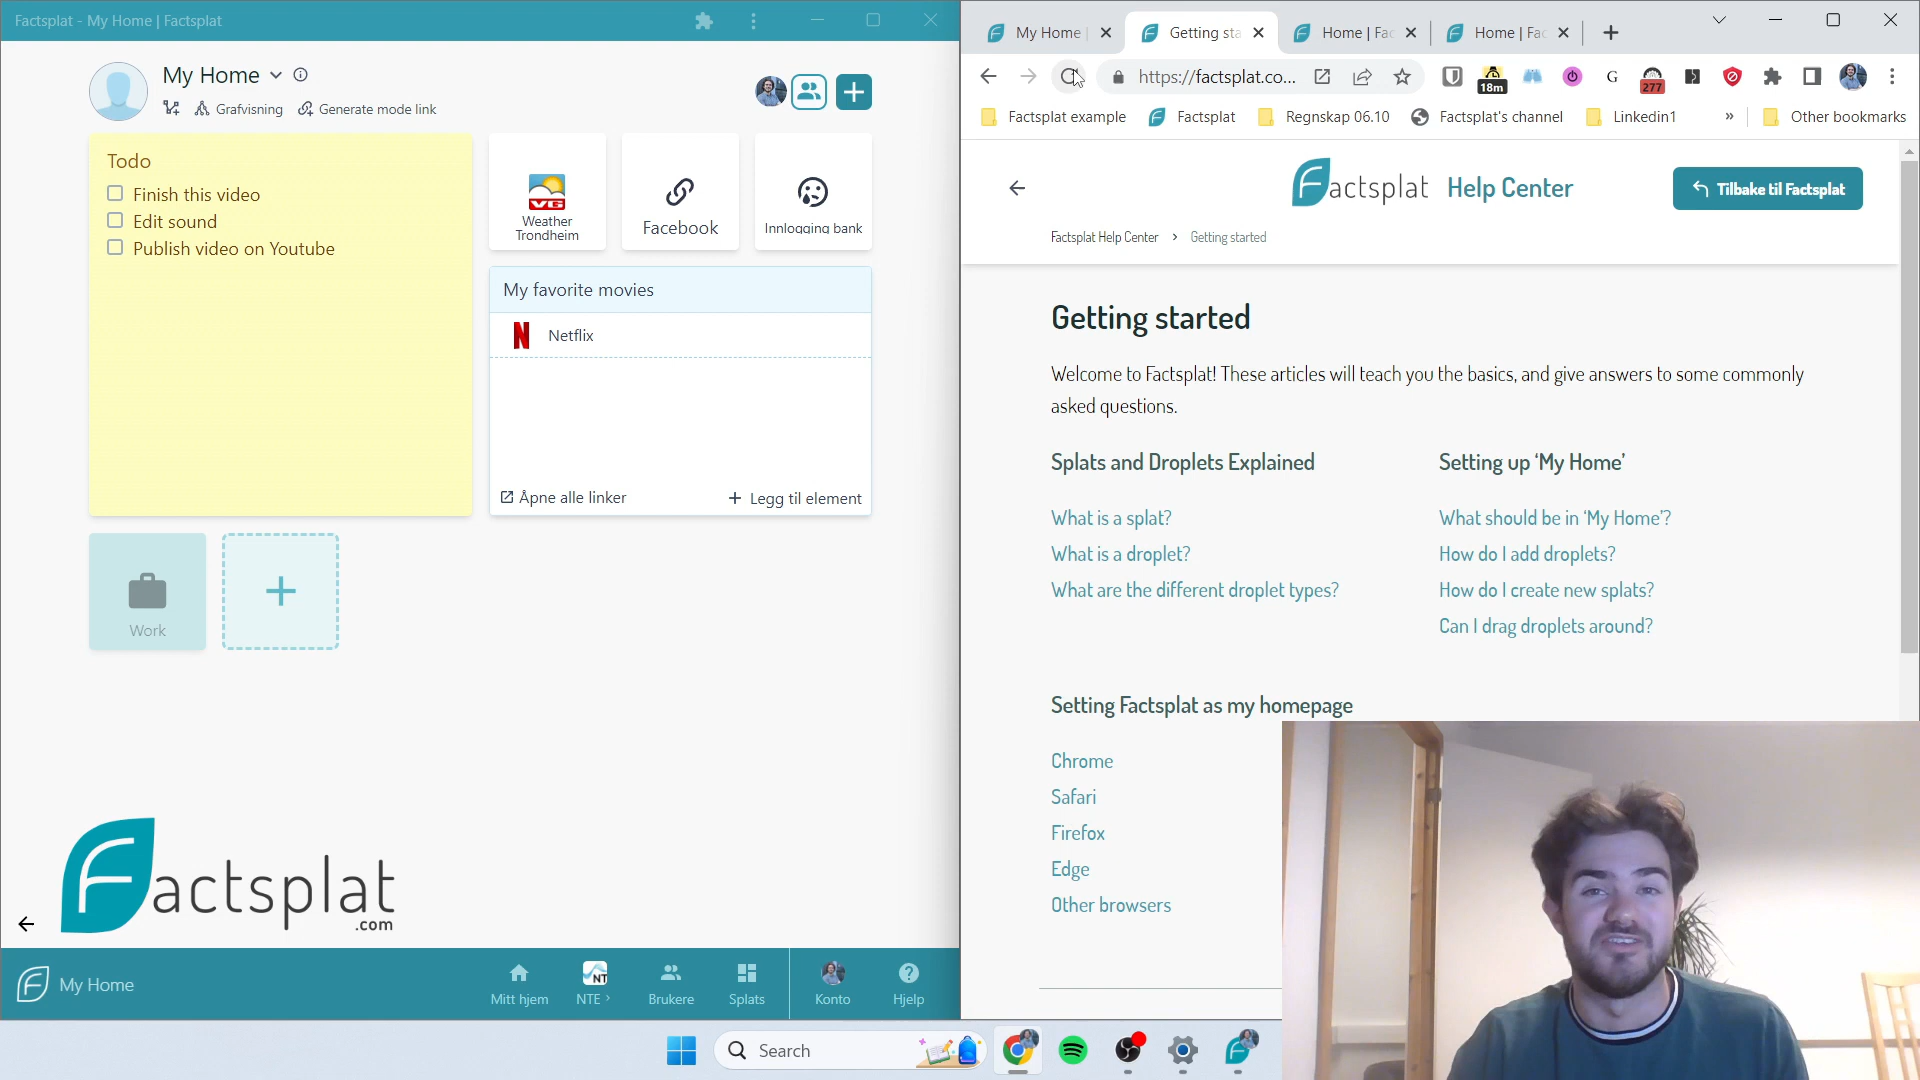 Factsplat - My Home | Factsplat
My Home
Grafvisning
Generate mode link
Todo
Finish this video
Edit sound
Publish video on Youtube
VG
Weather
Trondheim
Facebook
Innlogging bank
My favorite movies
N
Netflix
Åpne alle linker
+ Legg til element
Work
Factsplat
.com
My Home
Mitt hjem
NT
NTE
Brukere
Splats
Konto
Hjelp
My Home
Getting sta
Home | Fac
Home | Fac
https://factsplat.co...
18m
G
277
Factsplat example
Factsplat
Regnskap 06.10
Factsplat's channel
Linkedin1
»
Other bookmarks
Factsplat Help Center
Tilbake til Factsplat
Factsplat Help Center > Getting started
Getting started
Welcome to Factsplat! These articles will teach you the basics, and give answers to some commonly
asked questions.
Splats and Droplets Explained
What is a splat?
What is a droplet?
What are the different droplet types?
Setting up ‘My Home’
What should be in ‘My Home’?
How do I add droplets?
How do I create new splats?
Can I drag droplets around?
Setting Factsplat as my homepage
Chrome
Safari
Firefox
Edge
Other browsers
Search